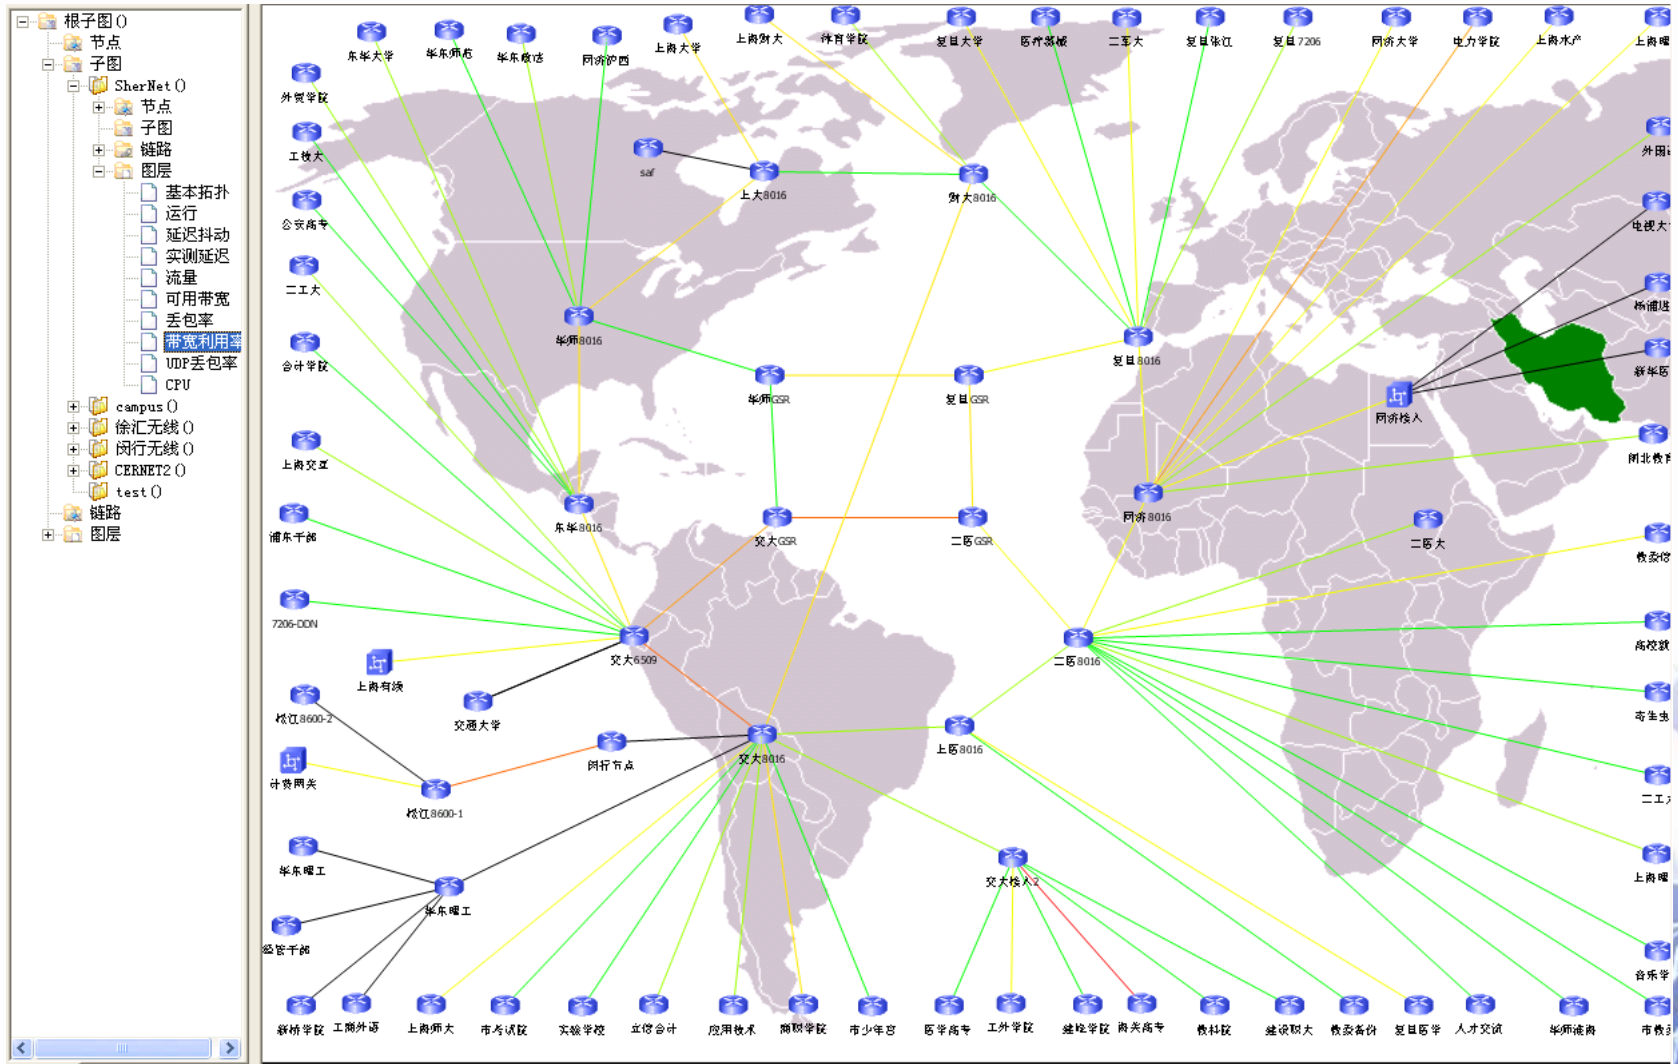 根子图()
节点
子图
SherNet()
节点
子图
链路
图层
基本拓扑
运行
延迟抖动
实测延迟
流量
可用带宽
丢包率
带宽利用率
UDP丢包率
CPU
campus()
徐汇无线()
闵行无线()
CERNET2()
test()
链路
图层
东华大学
华东师范
华东政法
同济沪西
上海大学
上海财大
体育学院
复旦大学
医疗器械
二军大
复旦张江
复旦7206
同济大学
电力学院
上海水产
外贸学院
工技大
saf
上大8016
财大8016
公安高专
二工大
华师8016
复旦8016
会计学院
华师GSR
复旦GSR
同济接入
上海交亚
东华8016
交大GSR
二医GSR
同济8016
二医大
浦东干部
7206-DDN
交大6509
二医8016
上海有线
松江8600-2
交通大学
闵行节点
交大8016
上医8016
计费网关
松江8600-1
华东理工
华东理工
交大接入2
经管干部
新桥学院
工商外语
上海师大
市考试院
实验学校
立信会计
应用技术
商职学院
市少年宫
医学高专
工外学院
建桥学院
海关高专
教科院
建设职大
教委备份
复旦医学
人才交流
华师淮海